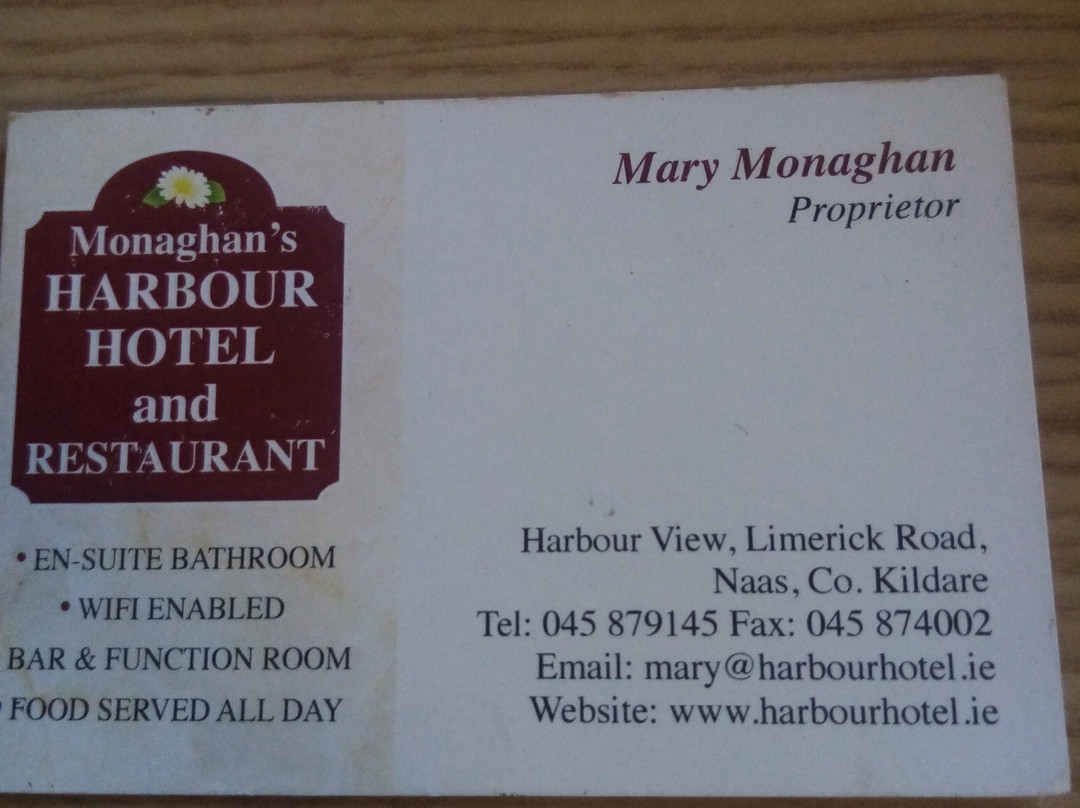 Monaghan's
HARBOUR
HOTEL
and
RESTAURANT
• EN-SUITE BATHROOM
• WIFI ENABLED
BAR & FUNCTION ROOM
• FOOD SERVED ALL DAY
Mary Monaghan
Proprietor
Harbour View, Limerick Road,
Naas, Co. Kildare
Tel: 045 879145 Fax: 045 874002
Email: mary@harbourhotel.ie
Website: www.harbourhotel.ie